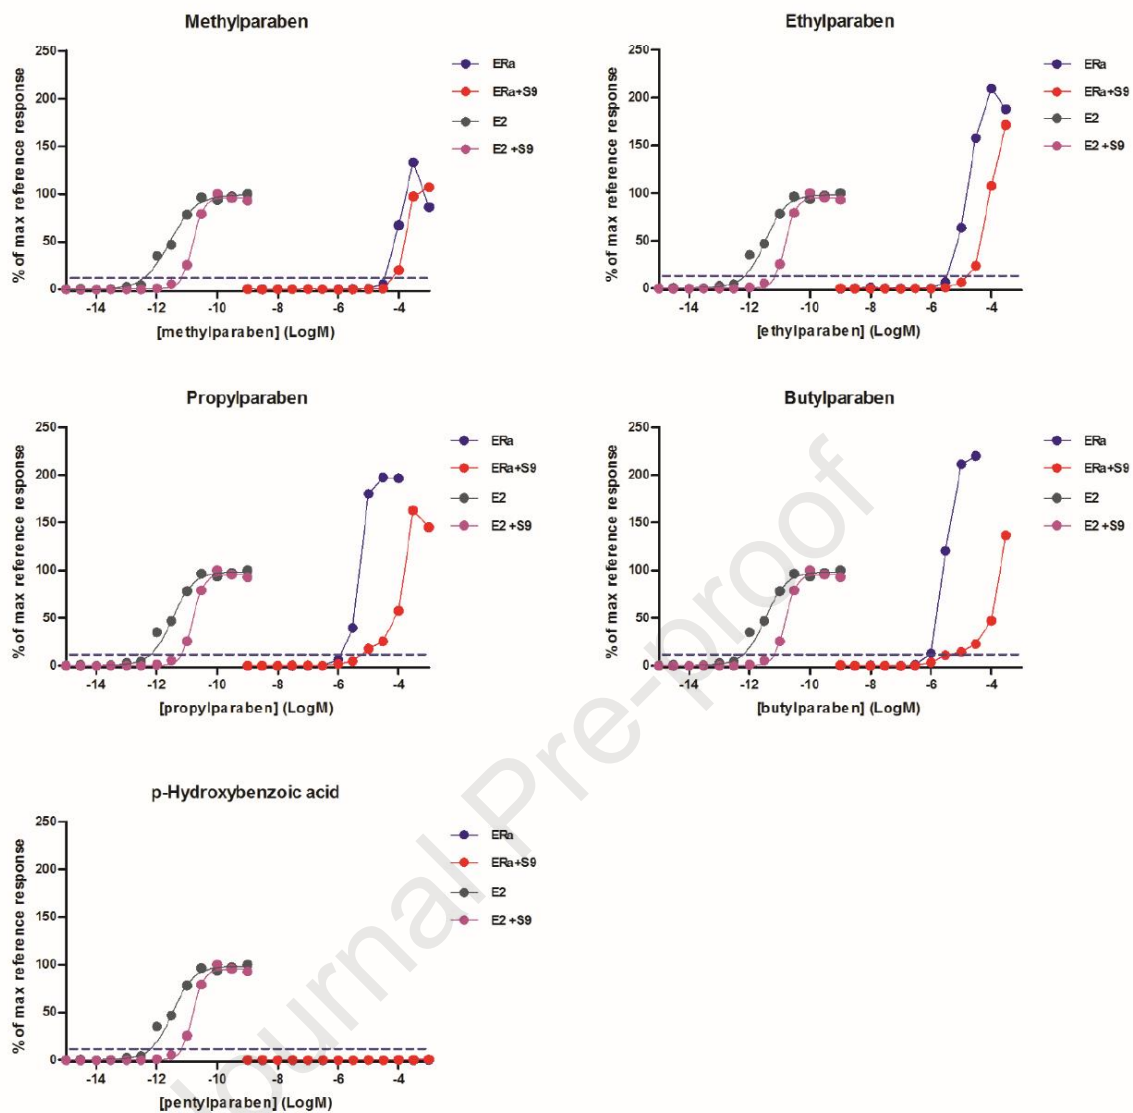 Methylparaben
250
200
150
100
50
0
% of max reference response
-14 -12 -10 -8 -6 -4
[methylparaben] (LogM)
ERa
ERa+S9
E2
E2 +S9
Ethylparaben
250
200
150
100
50
0
% of max reference response
-14 -12 -10 -8 -6 -4
[ethylparaben] (LogM)
ERa
ERa+S9
E2
E2 +S9
Propylparaben
250
200
150
100
50
0
% of max reference response
-14 -12 -10 -8 -6 -4
[propylparaben] (LogM)
ERa
ERa+S9
E2
E2 +S9
Butylparaben
250
200
150
100
50
0
% of max reference response
-14 -12 -10 -8 -6 -4
[butylparaben] (LogM)
ERa
ERa+S9
E2
E2 +S9
p-Hydroxybenzoic acid
250
200
150
100
50
0
% of max reference response
-14 -12 -10 -8 -6 -4
[pentylparaben] (LogM)
ERa
ERa+S9
E2
E2 +S9
Journal Pre-proof